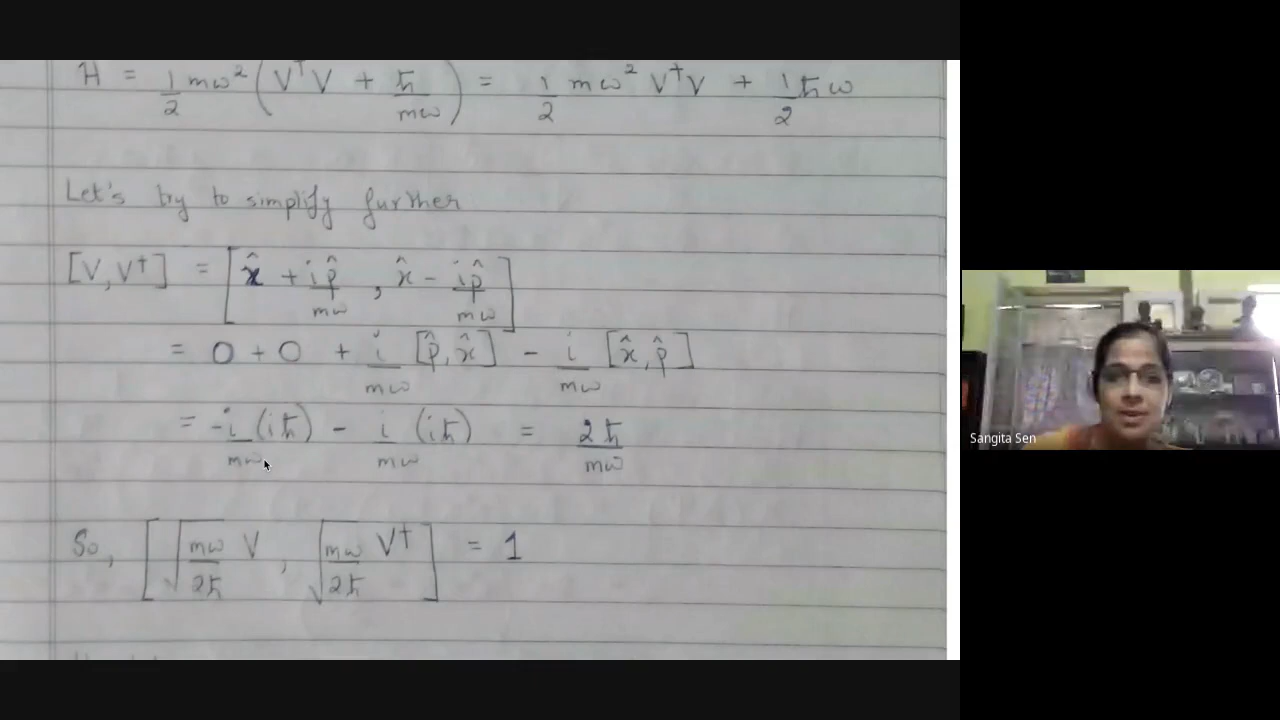 H = 1/2 mω² (V†V + ħ/mω) = 1/2 mω² V†V + 1/2 ħω
Let's try to simplify further
[V, V†] = [x̂ + ip̂/mω , x̂ - ip̂/mω]
= 0 + 0 + i/mω [p̂, x̂] - i/mω [x̂, p̂]
= -i/mω (iħ) - i/mω (iħ) = 2ħ/mω
So, [√(mω/2ħ) V , √(mω/2ħ) V†] = 1
Sangita Sen